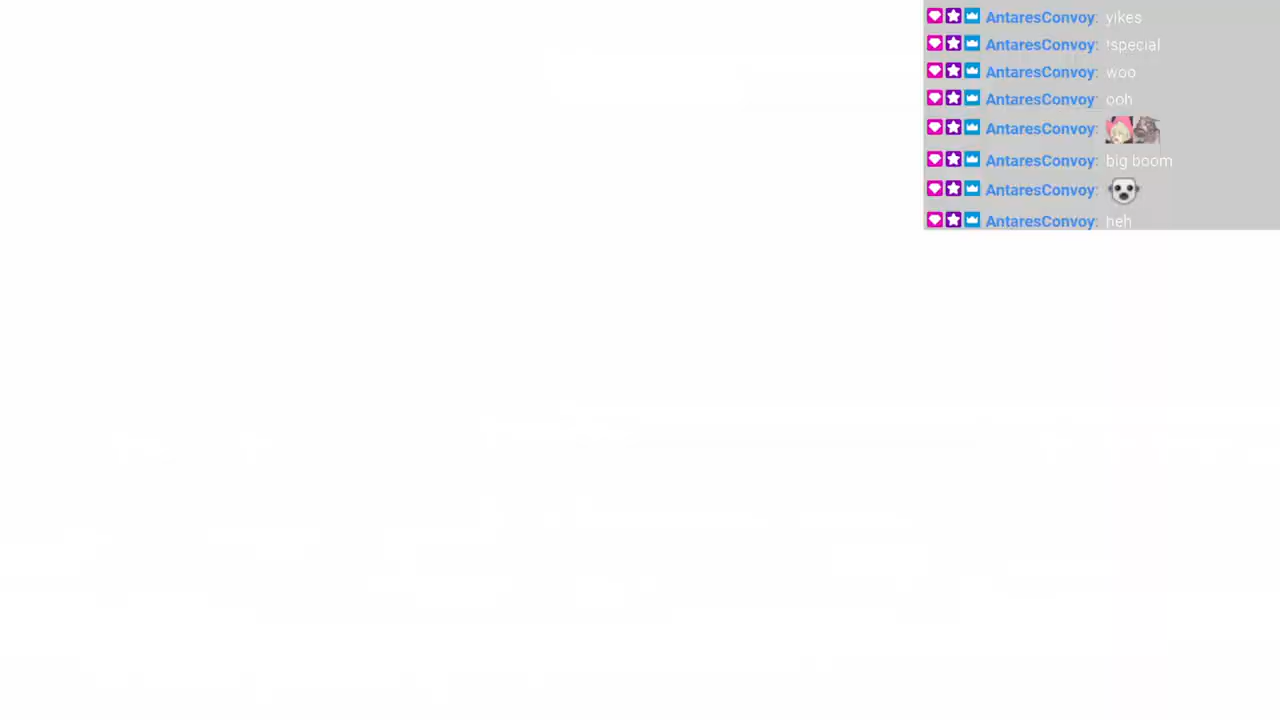 AntaresConvoy: yikes
AntaresConvoy: !special
AntaresConvoy: woo
AntaresConvoy: ooh
AntaresConvoy:
AntaresConvoy: big boom
AntaresConvoy:
AntaresConvoy: heh